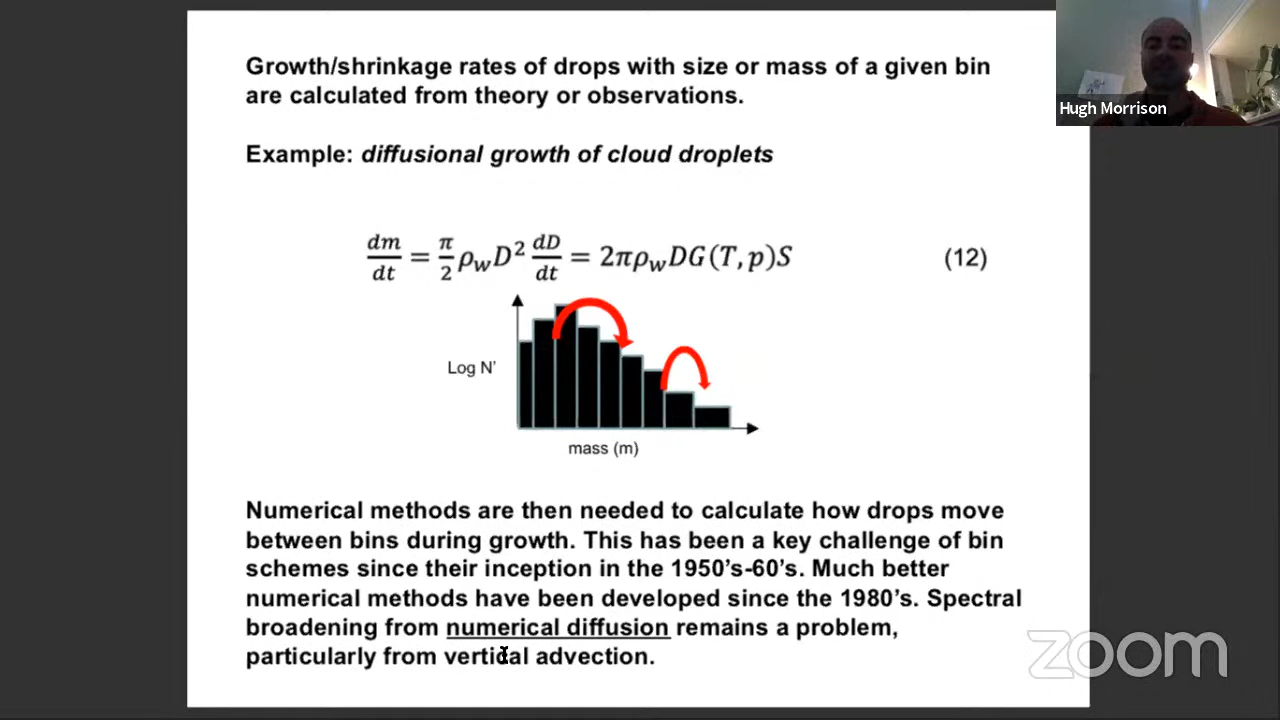 Growth/shrinkage rates of drops with size or mass of a given bin
are calculated from theory or observations.
Example: diffusional growth of cloud droplets
dm/dt = π/2 ρ_w D² dD/dt = 2πρ_w DG(T,p)S (12)
Log N'
mass (m)
Numerical methods are then needed to calculate how drops move
between bins during growth. This has been a key challenge of bin
schemes since their inception in the 1950's-60's. Much better
numerical methods have been developed since the 1980's. Spectral
broadening from numerical diffusion remains a problem,
particularly from vertical advection.
Hugh Morrison
zoom